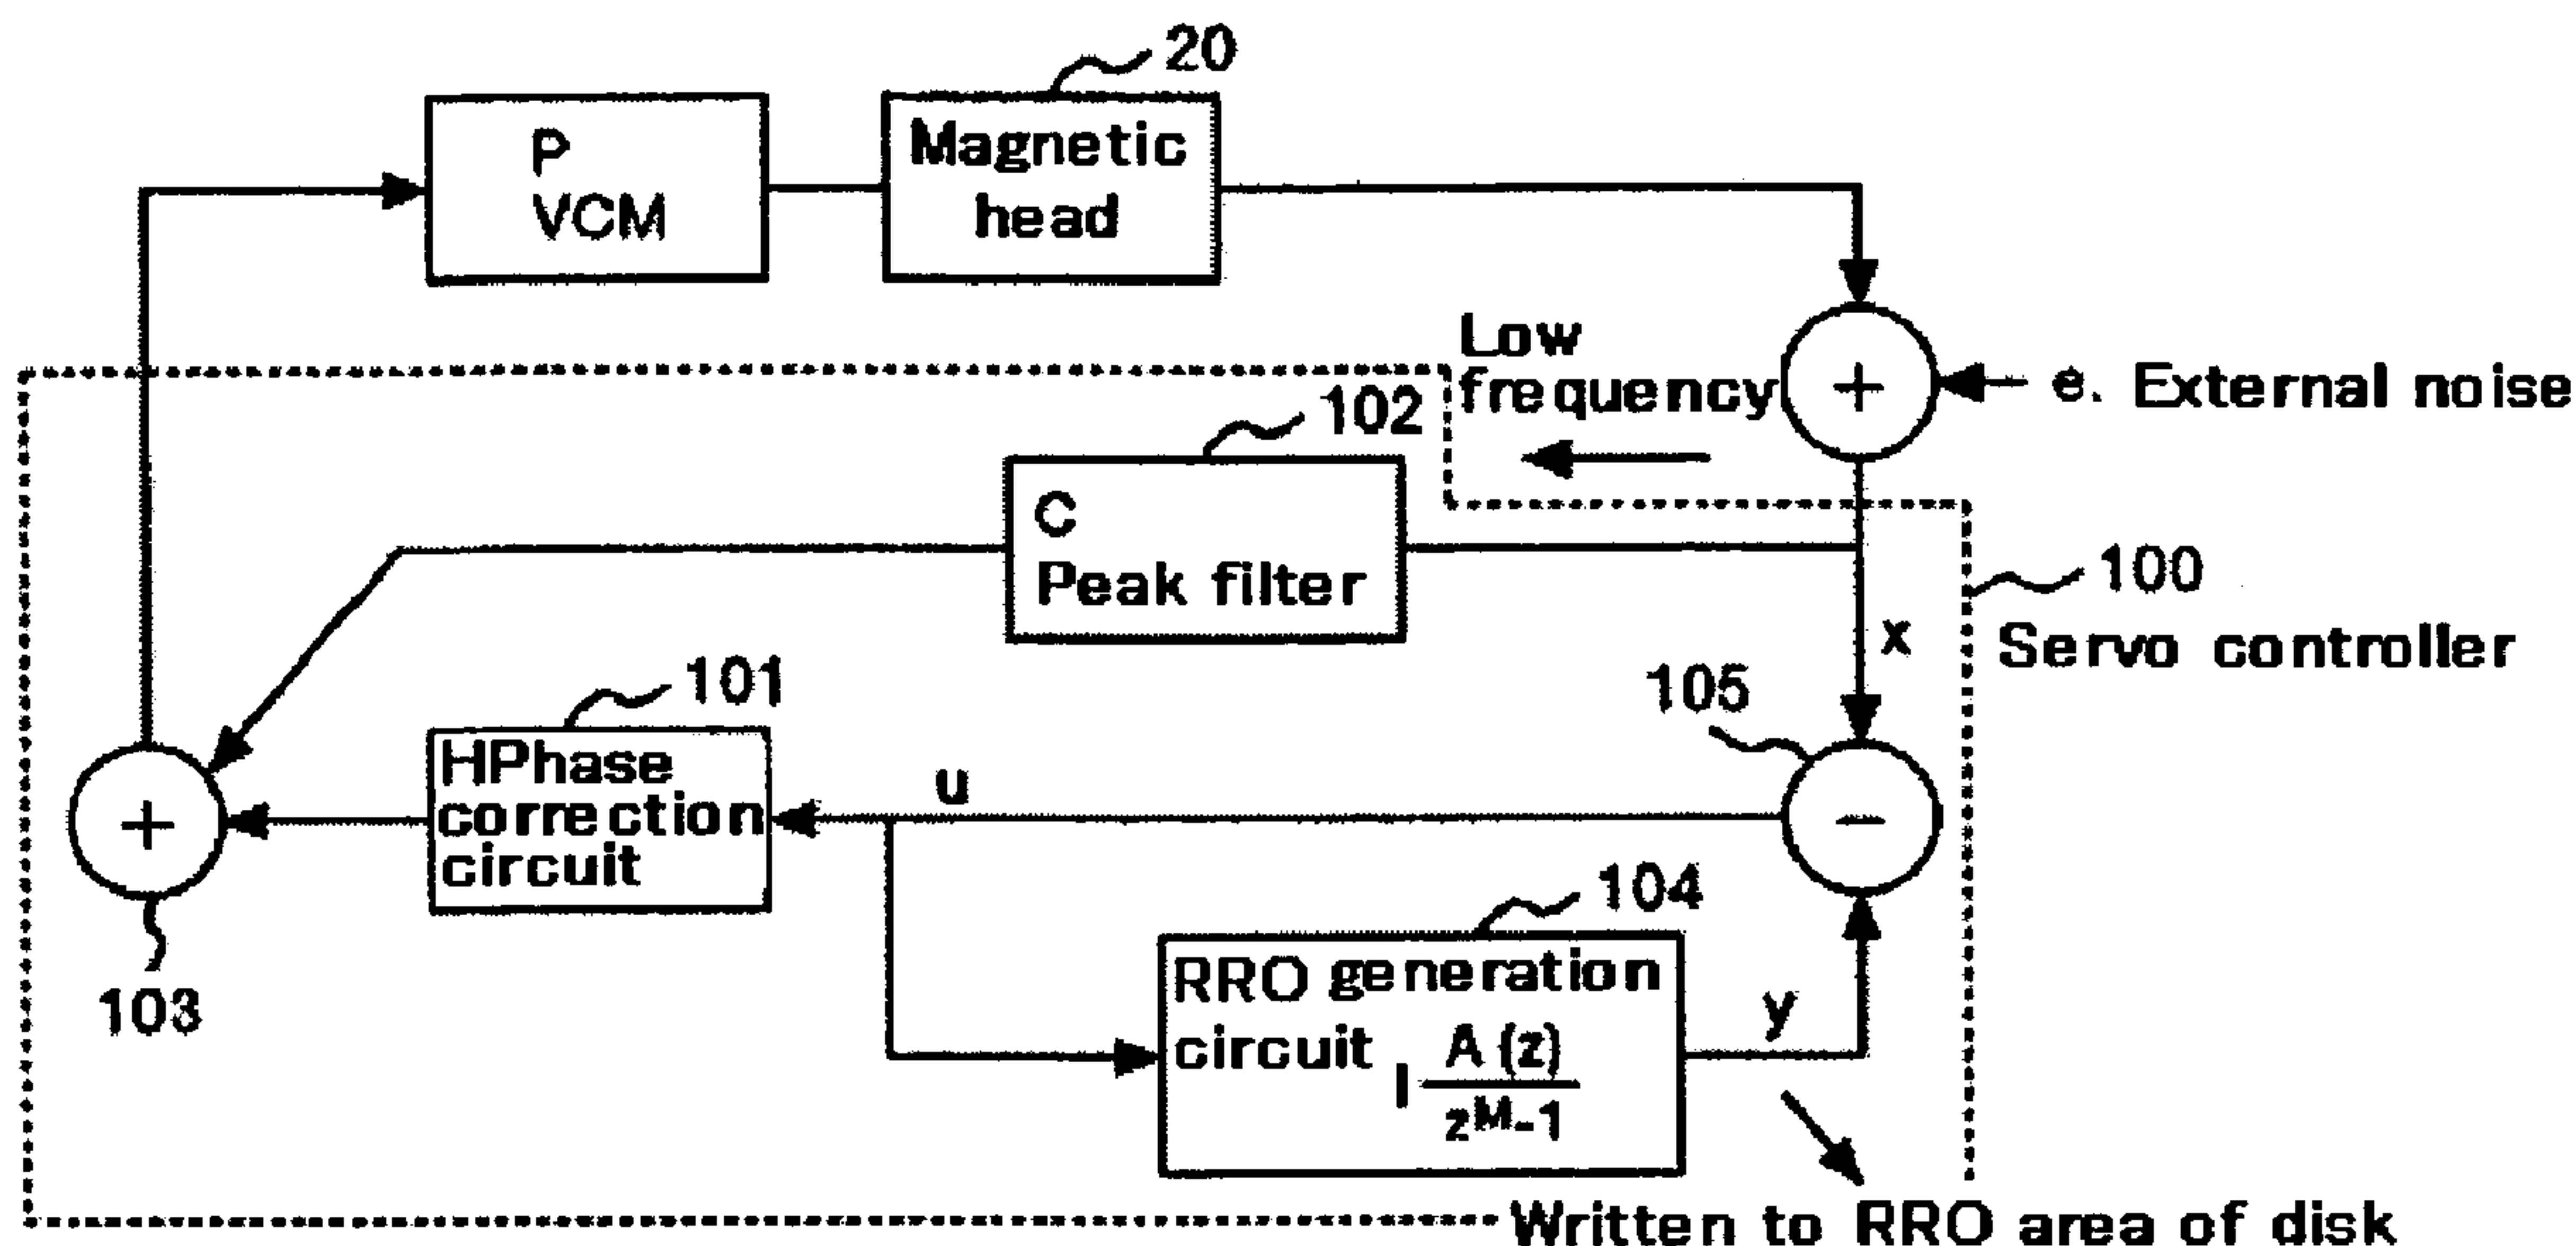 20
P
VCM
Magnetic
head
Low
frequency
+
e. External noise
102
C
Peak filter
100
Servo controller
x
105
101
HPhase
correction
circuit
u
+
−
103
104
RRO generation
circuit I A(z)
z^M-1
y
Written to RRO area of disk